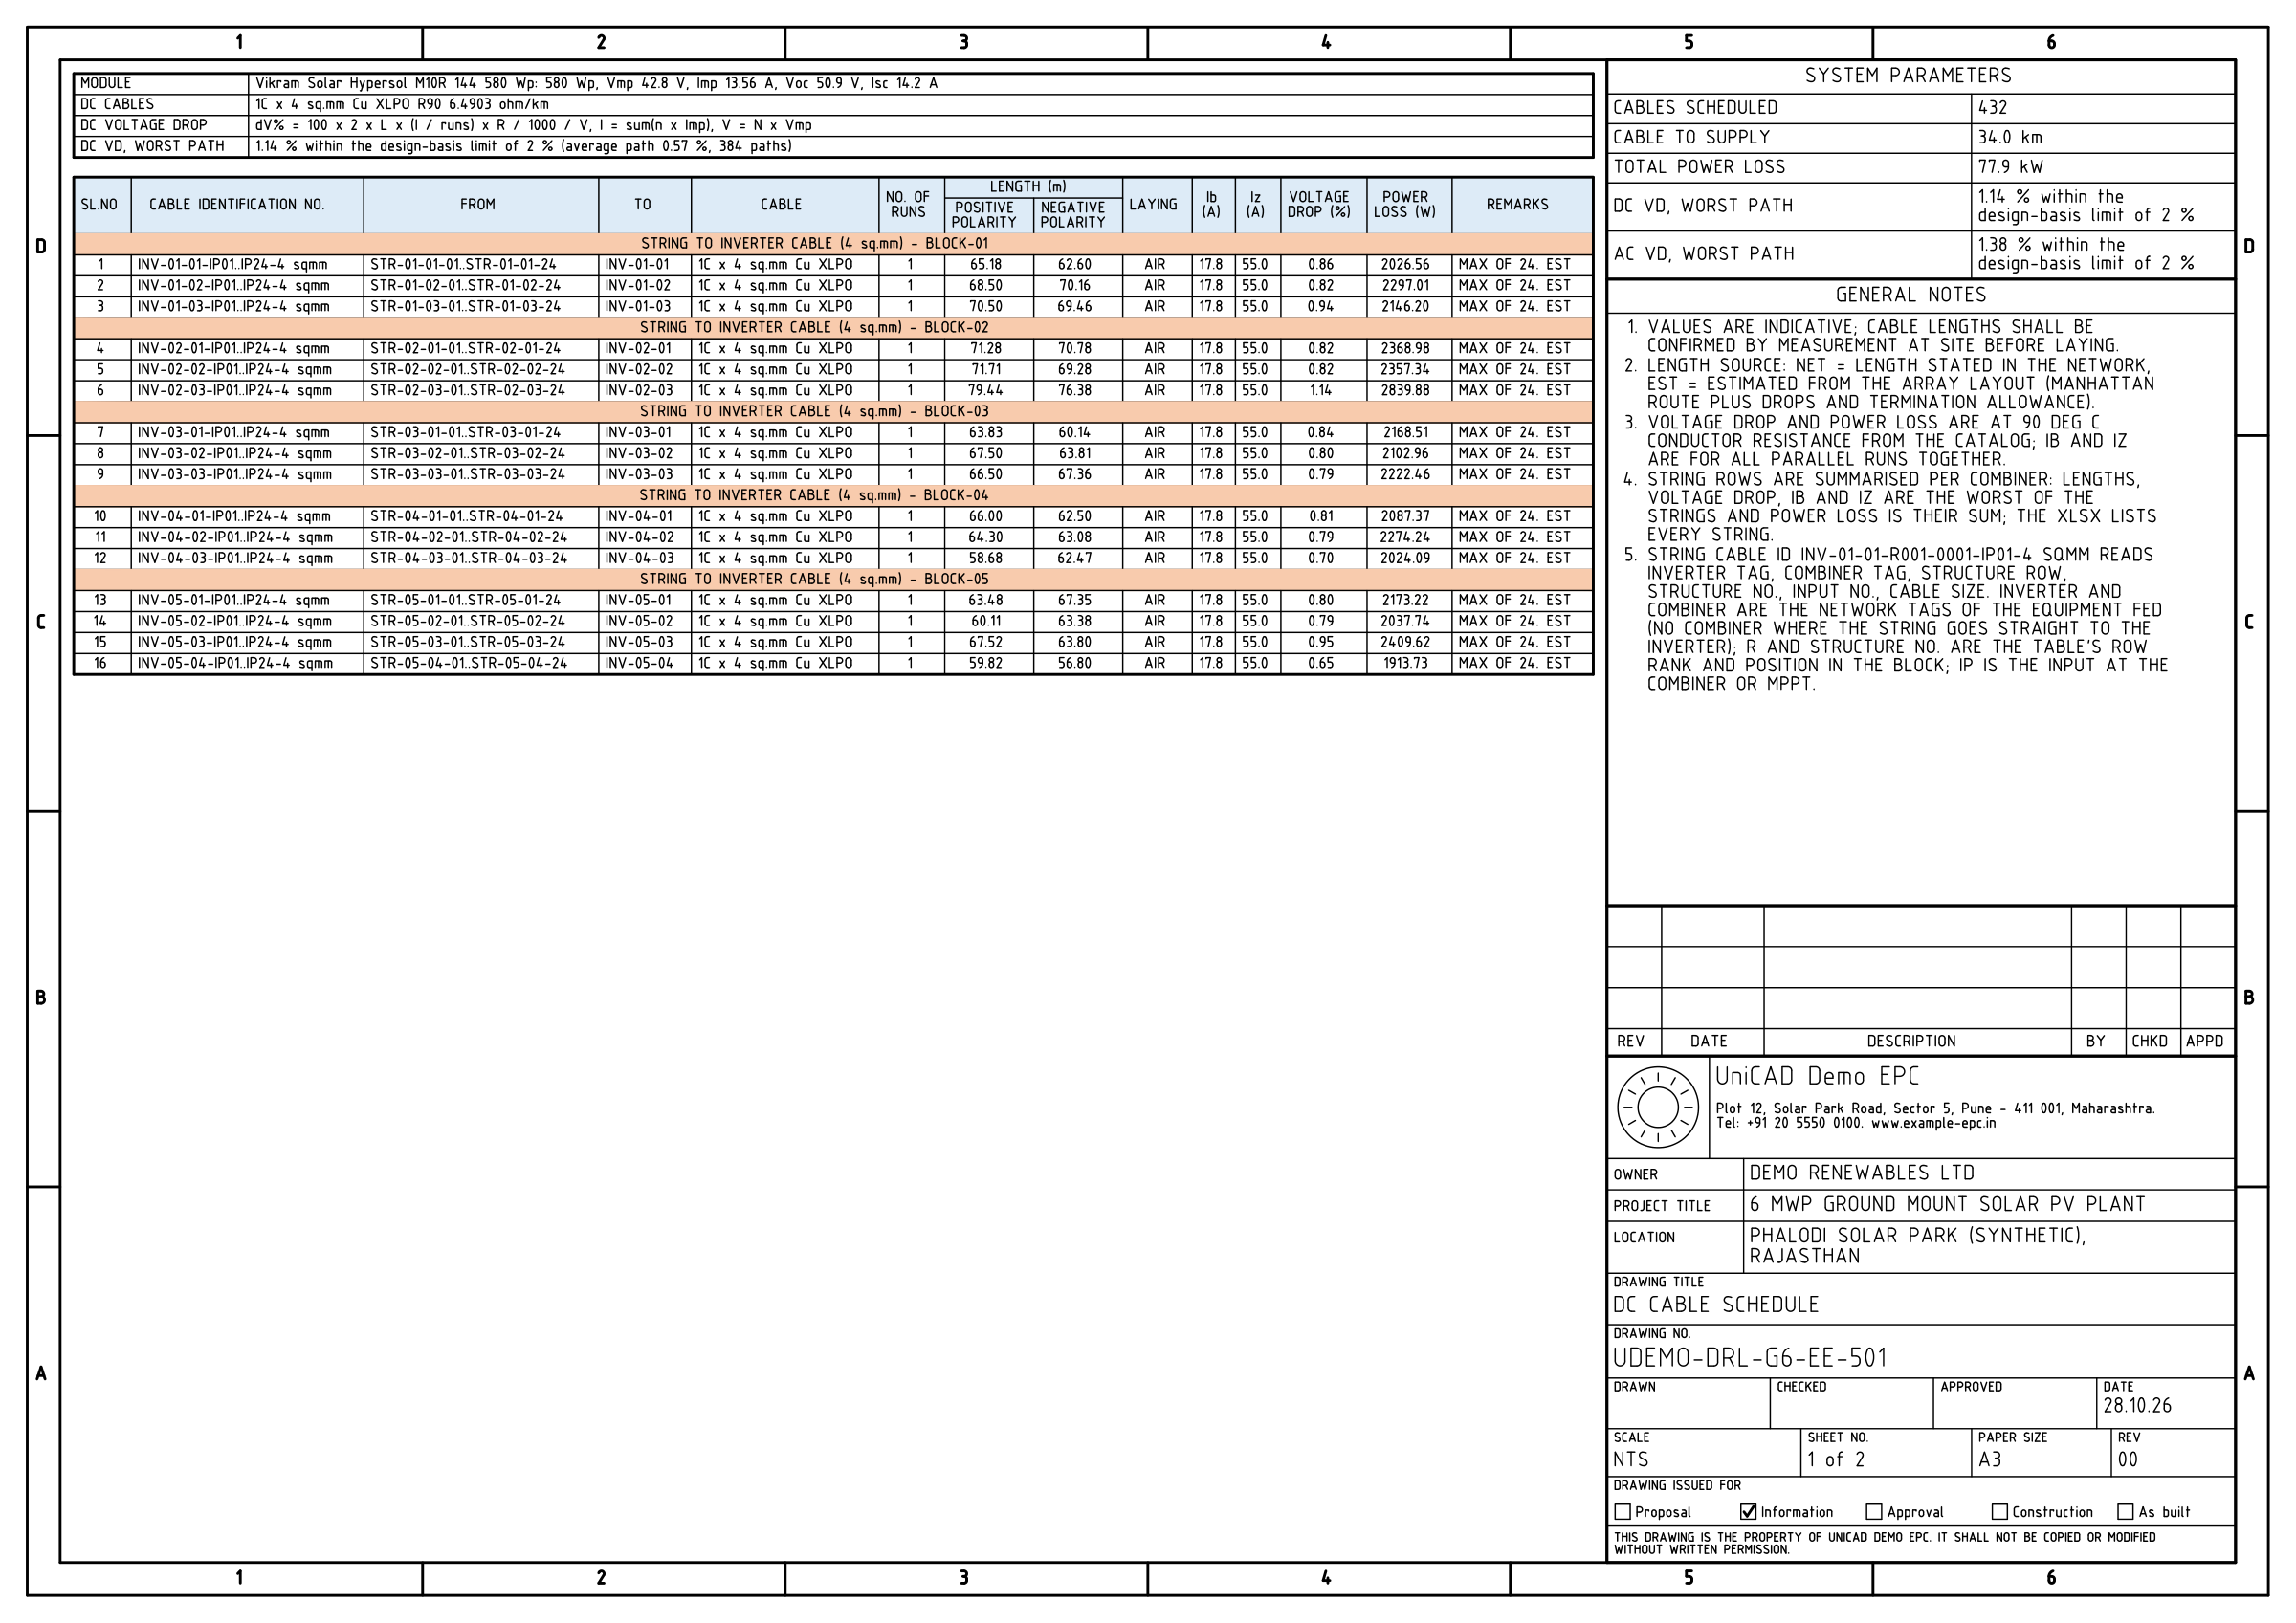 1 2 3 4 5 6
MODULE Vikram Solar Hypersol M10R 144 580 Wp: 580 Wp, Vmp 42.8 V, Imp 13.56 A, Voc 50.9 V, Isc 14.2 A
DC CABLES 1C x 4 sq.mm Cu XLPO R90 6.4903 ohm/km
DC VOLTAGE DROP dV% = 100 x 2 x L x (I / runs) x R / 1000 / V, I = sum(n x Imp), V = N x Vmp
DC VD, WORST PATH 1.14 % within the design-basis limit of 2 % (average path 0.57 %, 384 paths)
SL.NO CABLE IDENTIFICATION NO. FROM TO CABLE NO. OF RUNS LENGTH (m) POSITIVE POLARITY NEGATIVE POLARITY LAYING Ib (A) Iz (A) VOLTAGE DROP (%) POWER LOSS (W) REMARKS
STRING TO INVERTER CABLE (4 sq.mm) - BLOCK-01
1 INV-01-01-IP01..IP24-4 sqmm STR-01-01-01..STR-01-01-24 INV-01-01 1C x 4 sq.mm Cu XLPO 1 65.18 62.60 AIR 17.8 55.0 0.86 2026.56 MAX OF 24. EST
2 INV-01-02-IP01..IP24-4 sqmm STR-01-02-01..STR-01-02-24 INV-01-02 1C x 4 sq.mm Cu XLPO 1 68.50 70.16 AIR 17.8 55.0 0.82 2297.01 MAX OF 24. EST
3 INV-01-03-IP01..IP24-4 sqmm STR-01-03-01..STR-01-03-24 INV-01-03 1C x 4 sq.mm Cu XLPO 1 70.50 69.46 AIR 17.8 55.0 0.94 2146.20 MAX OF 24. EST
STRING TO INVERTER CABLE (4 sq.mm) - BLOCK-02
4 INV-02-01-IP01..IP24-4 sqmm STR-02-01-01..STR-02-01-24 INV-02-01 1C x 4 sq.mm Cu XLPO 1 71.28 70.78 AIR 17.8 55.0 0.82 2368.98 MAX OF 24. EST
5 INV-02-02-IP01..IP24-4 sqmm STR-02-02-01..STR-02-02-24 INV-02-02 1C x 4 sq.mm Cu XLPO 1 71.71 69.28 AIR 17.8 55.0 0.82 2357.34 MAX OF 24. EST
6 INV-02-03-IP01..IP24-4 sqmm STR-02-03-01..STR-02-03-24 INV-02-03 1C x 4 sq.mm Cu XLPO 1 79.44 76.38 AIR 17.8 55.0 1.14 2839.88 MAX OF 24. EST
STRING TO INVERTER CABLE (4 sq.mm) - BLOCK-03
7 INV-03-01-IP01..IP24-4 sqmm STR-03-01-01..STR-03-01-24 INV-03-01 1C x 4 sq.mm Cu XLPO 1 63.83 60.14 AIR 17.8 55.0 0.84 2168.51 MAX OF 24. EST
8 INV-03-02-IP01..IP24-4 sqmm STR-03-02-01..STR-03-02-24 INV-03-02 1C x 4 sq.mm Cu XLPO 1 67.50 63.81 AIR 17.8 55.0 0.80 2102.96 MAX OF 24. EST
9 INV-03-03-IP01..IP24-4 sqmm STR-03-03-01..STR-03-03-24 INV-03-03 1C x 4 sq.mm Cu XLPO 1 66.50 67.36 AIR 17.8 55.0 0.79 2222.46 MAX OF 24. EST
STRING TO INVERTER CABLE (4 sq.mm) - BLOCK-04
10 INV-04-01-IP01..IP24-4 sqmm STR-04-01-01..STR-04-01-24 INV-04-01 1C x 4 sq.mm Cu XLPO 1 66.00 62.50 AIR 17.8 55.0 0.81 2087.37 MAX OF 24. EST
11 INV-04-02-IP01..IP24-4 sqmm STR-04-02-01..STR-04-02-24 INV-04-02 1C x 4 sq.mm Cu XLPO 1 64.30 63.08 AIR 17.8 55.0 0.79 2274.24 MAX OF 24. EST
12 INV-04-03-IP01..IP24-4 sqmm STR-04-03-01..STR-04-03-24 INV-04-03 1C x 4 sq.mm Cu XLPO 1 58.68 62.47 AIR 17.8 55.0 0.70 2024.09 MAX OF 24. EST
STRING TO INVERTER CABLE (4 sq.mm) - BLOCK-05
13 INV-05-01-IP01..IP24-4 sqmm STR-05-01-01..STR-05-01-24 INV-05-01 1C x 4 sq.mm Cu XLPO 1 63.48 67.35 AIR 17.8 55.0 0.80 2173.22 MAX OF 24. EST
14 INV-05-02-IP01..IP24-4 sqmm STR-05-02-01..STR-05-02-24 INV-05-02 1C x 4 sq.mm Cu XLPO 1 60.11 63.38 AIR 17.8 55.0 0.79 2037.74 MAX OF 24. EST
15 INV-05-03-IP01..IP24-4 sqmm STR-05-03-01..STR-05-03-24 INV-05-03 1C x 4 sq.mm Cu XLPO 1 67.52 63.80 AIR 17.8 55.0 0.95 2409.62 MAX OF 24. EST
16 INV-05-04-IP01..IP24-4 sqmm STR-05-04-01..STR-05-04-24 INV-05-04 1C x 4 sq.mm Cu XLPO 1 59.82 56.80 AIR 17.8 55.0 0.65 1913.73 MAX OF 24. EST
SYSTEM PARAMETERS
CABLES SCHEDULED 432
CABLE TO SUPPLY 34.0 km
TOTAL POWER LOSS 77.9 kW
DC VD, WORST PATH 1.14 % within the
design-basis limit of 2 %
AC VD, WORST PATH 1.38 % within the
design-basis limit of 2 %
GENERAL NOTES
1. VALUES ARE INDICATIVE; CABLE LENGTHS SHALL BE
CONFIRMED BY MEASUREMENT AT SITE BEFORE LAYING.
2. LENGTH SOURCE: NET = LENGTH STATED IN THE NETWORK,
EST = ESTIMATED FROM THE ARRAY LAYOUT (MANHATTAN
ROUTE PLUS DROPS AND TERMINATION ALLOWANCE).
3. VOLTAGE DROP AND POWER LOSS ARE AT 90 DEG C
CONDUCTOR RESISTANCE FROM THE CATALOG; IB AND IZ
ARE FOR ALL PARALLEL RUNS TOGETHER.
4. STRING ROWS ARE SUMMARISED PER COMBINER: LENGTHS,
VOLTAGE DROP, IB AND IZ ARE THE WORST OF THE
STRINGS AND POWER LOSS IS THEIR SUM; THE XLSX LISTS
EVERY STRING.
5. STRING CABLE ID INV-01-01-R001-0001-IP01-4 SQMM READS
INVERTER TAG, COMBINER TAG, STRUCTURE ROW,
STRUCTURE NO., INPUT NO., CABLE SIZE. INVERTER AND
COMBINER ARE THE NETWORK TAGS OF THE EQUIPMENT FED
(NO COMBINER WHERE THE STRING GOES STRAIGHT TO THE
INVERTER); R AND STRUCTURE NO. ARE THE TABLE'S ROW
RANK AND POSITION IN THE BLOCK; IP IS THE INPUT AT THE
COMBINER OR MPPT.
REV DATE DESCRIPTION BY CHKD APPD
UniCAD Demo EPC
Plot 12, Solar Park Road, Sector 5, Pune - 411 001, Maharashtra.
Tel: +91 20 5550 0100. www.example-epc.in
OWNER DEMO RENEWABLES LTD
PROJECT TITLE 6 MWP GROUND MOUNT SOLAR PV PLANT
LOCATION PHALODI SOLAR PARK (SYNTHETIC),
RAJASTHAN
DRAWING TITLE
DC CABLE SCHEDULE
DRAWING NO.
UDEMO-DRL-G6-EE-501
DRAWN CHECKED APPROVED DATE
28.10.26
SCALE SHEET NO. PAPER SIZE REV
NTS 1 of 2 A3 00
DRAWING ISSUED FOR
Proposal Information Approval Construction As built
THIS DRAWING IS THE PROPERTY OF UNICAD DEMO EPC. IT SHALL NOT BE COPIED OR MODIFIED
WITHOUT WRITTEN PERMISSION.
D D
C C
B B
A A
1 2 3 4 5 6